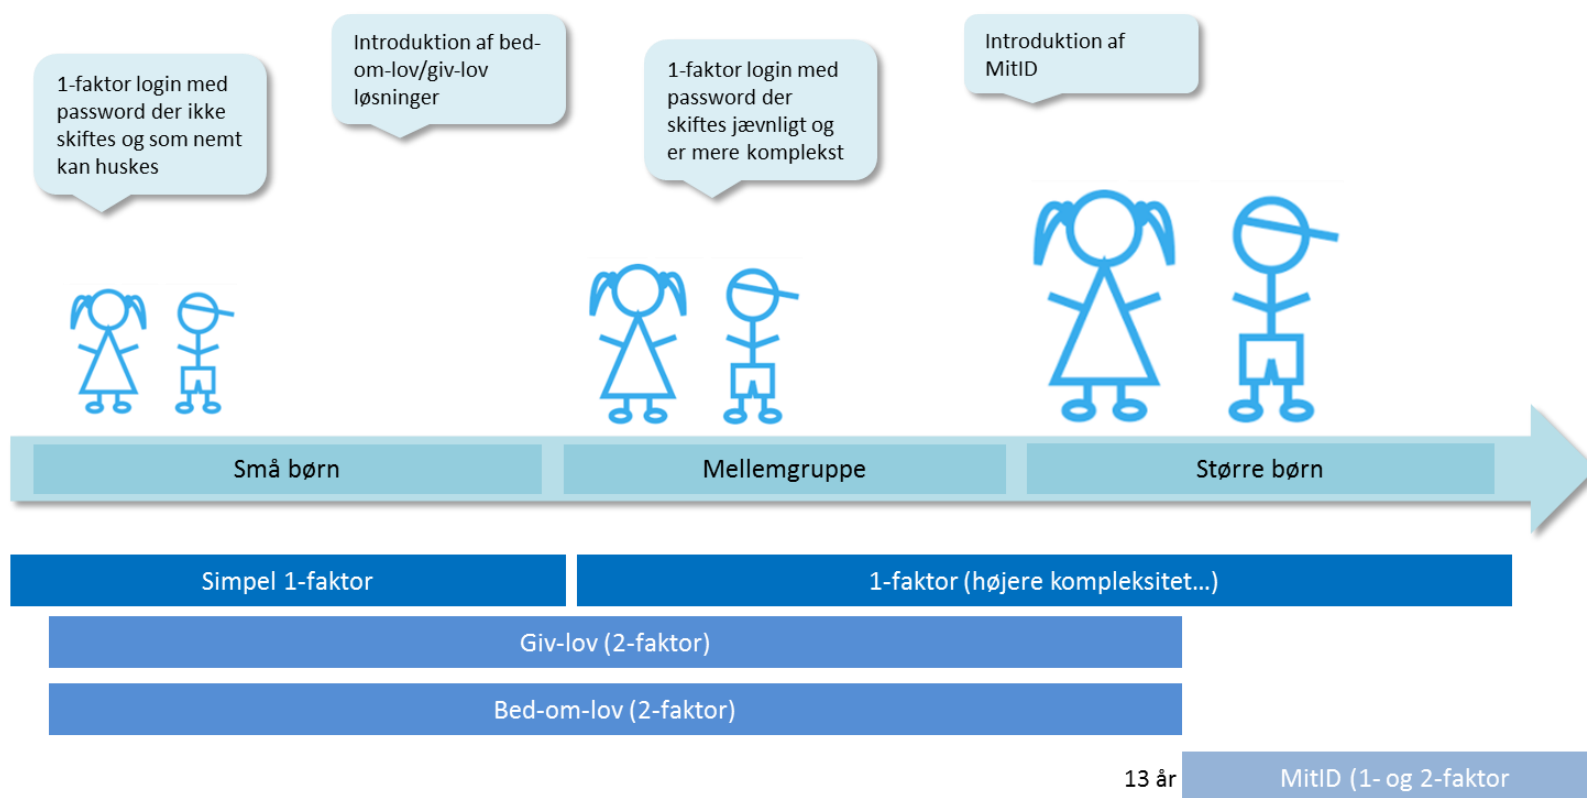 1-faktor login med
password der ikke
skiftes og som nemt
kan huskes
Introduktion af bed-
om-lov/giv-lov
løsninger
1-faktor login med
password der
skiftes jævnligt og
er mere komplekst
Introduktion af
MitID
Små børn
Mellemgruppe
Større børn
Simpel 1-faktor
1-faktor (højere kompleksitet…)
Giv-lov (2-faktor)
Bed-om-lov (2-faktor)
13 år
MitID (1- og 2-faktor